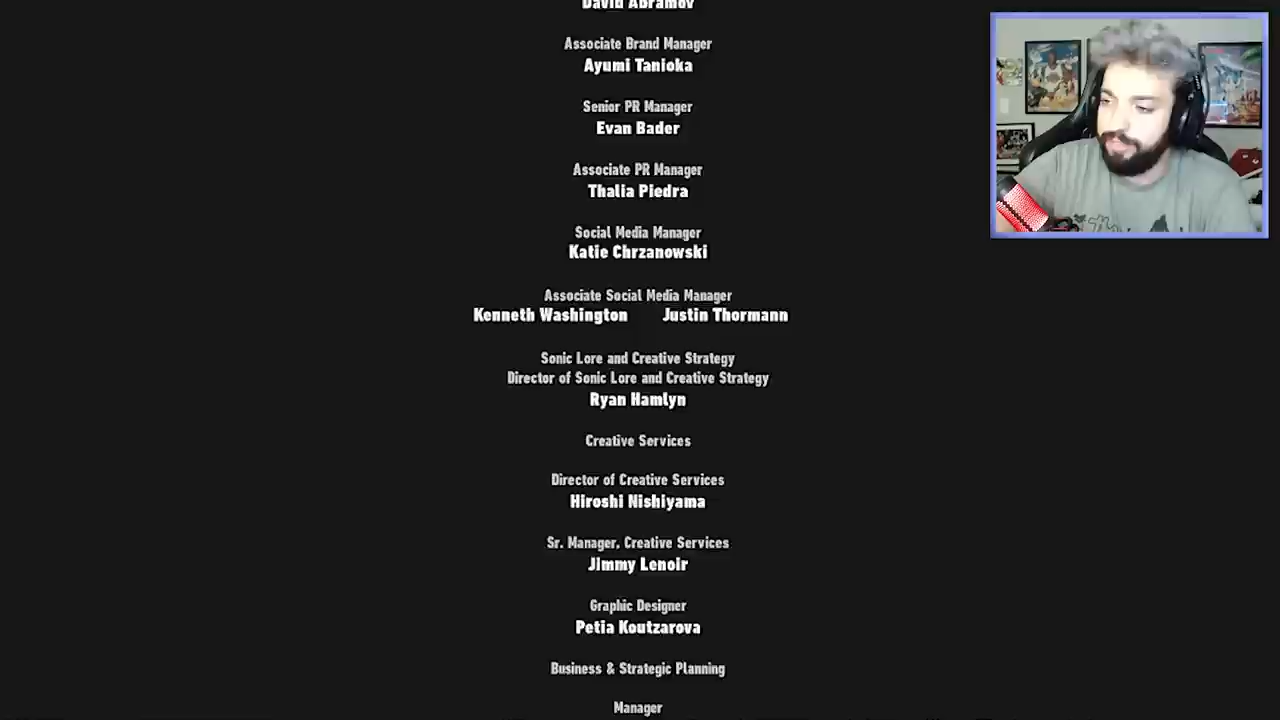 David Abramov
Associate Brand Manager
Ayumi Tanioka
Senior PR Manager
Evan Bader
Associate PR Manager
Thalia Piedra
Social Media Manager
Katie Chrzanowski
Associate Social Media Manager
Kenneth Washington Justin Thormann
Sonic Lore and Creative Strategy
Director of Sonic Lore and Creative Strategy
Ryan Hamlyn
Creative Services
Director of Creative Services
Hiroshi Nishiyama
Sr. Manager, Creative Services
Jimmy Lenoir
Graphic Designer
Petia Koutzarova
Business & Strategic Planning
Manager